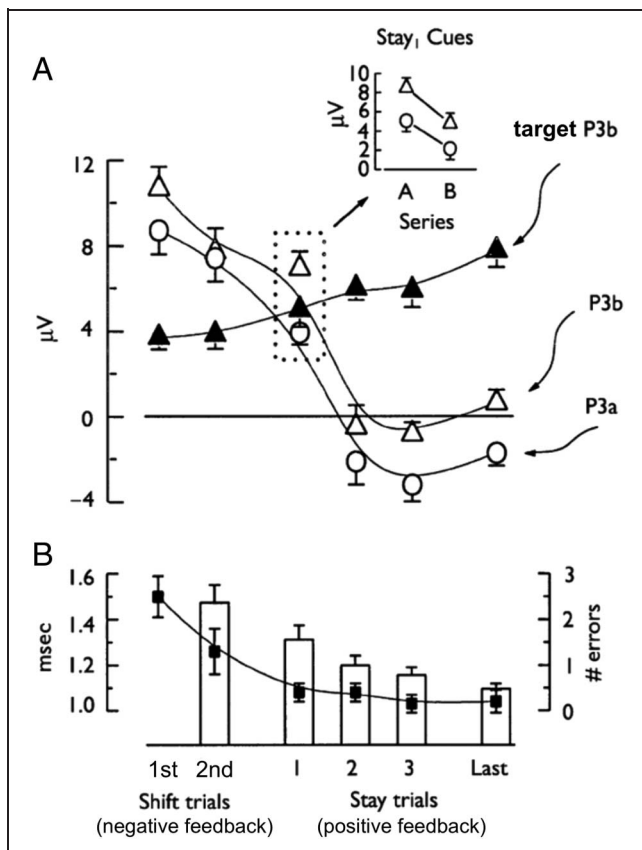 A
Stay₁ Cues
μV
10
8
6
4
2
0
A B
Series
target P3b
P3b
P3a
μV
12
8
4
0
-4
B
msec
1.6
1.4
1.2
1.0
# errors
3
2
1
0
1st 2nd 1 2 3 Last
Shift trials Stay trials
(negative feedback) (positive feedback)